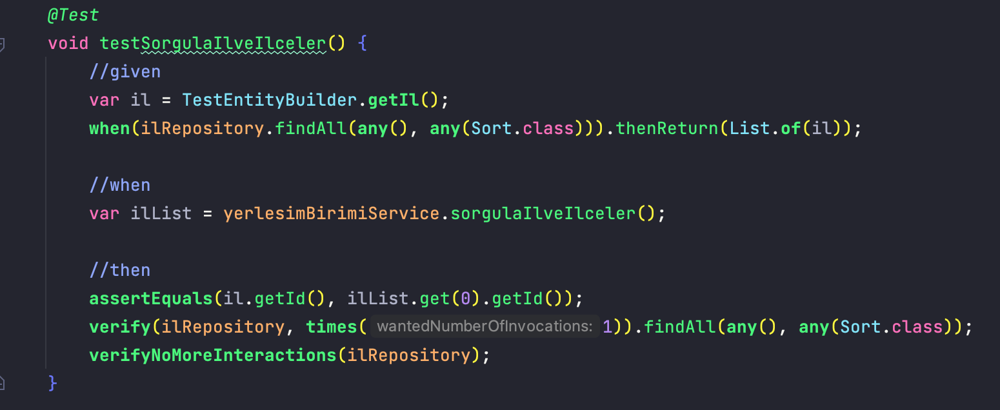 @Test
void testSorgulaIlveIlceler() {
//given
var il = TestEntityBuilder.getIl();
when(ilRepository.findAll(any(), any(Sort.class))).thenReturn(List.of(il));
//when
var ilList = yerlesimBirimiService.sorgulaIlveIlceler();
//then
assertEquals(il.getId(), ilList.get(0).getId());
verify(ilRepository, times( wantedNumberOfInvocations: 1)).findAll(any(), any(Sort.class));
verifyNoMoreInteractions(ilRepository);
}